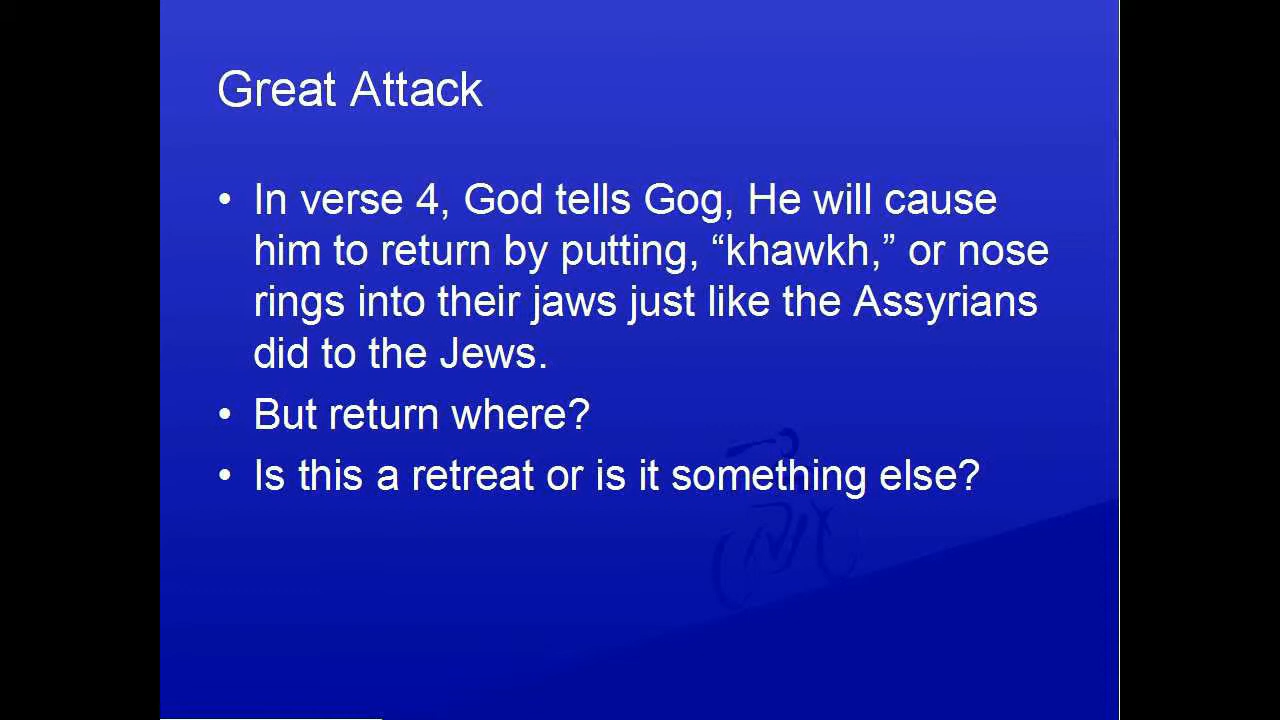 Great Attack
• In verse 4, God tells Gog, He will cause
him to return by putting, “khawkh,” or nose
rings into their jaws just like the Assyrians
did to the Jews.
• But return where?
• Is this a retreat or is it something else?